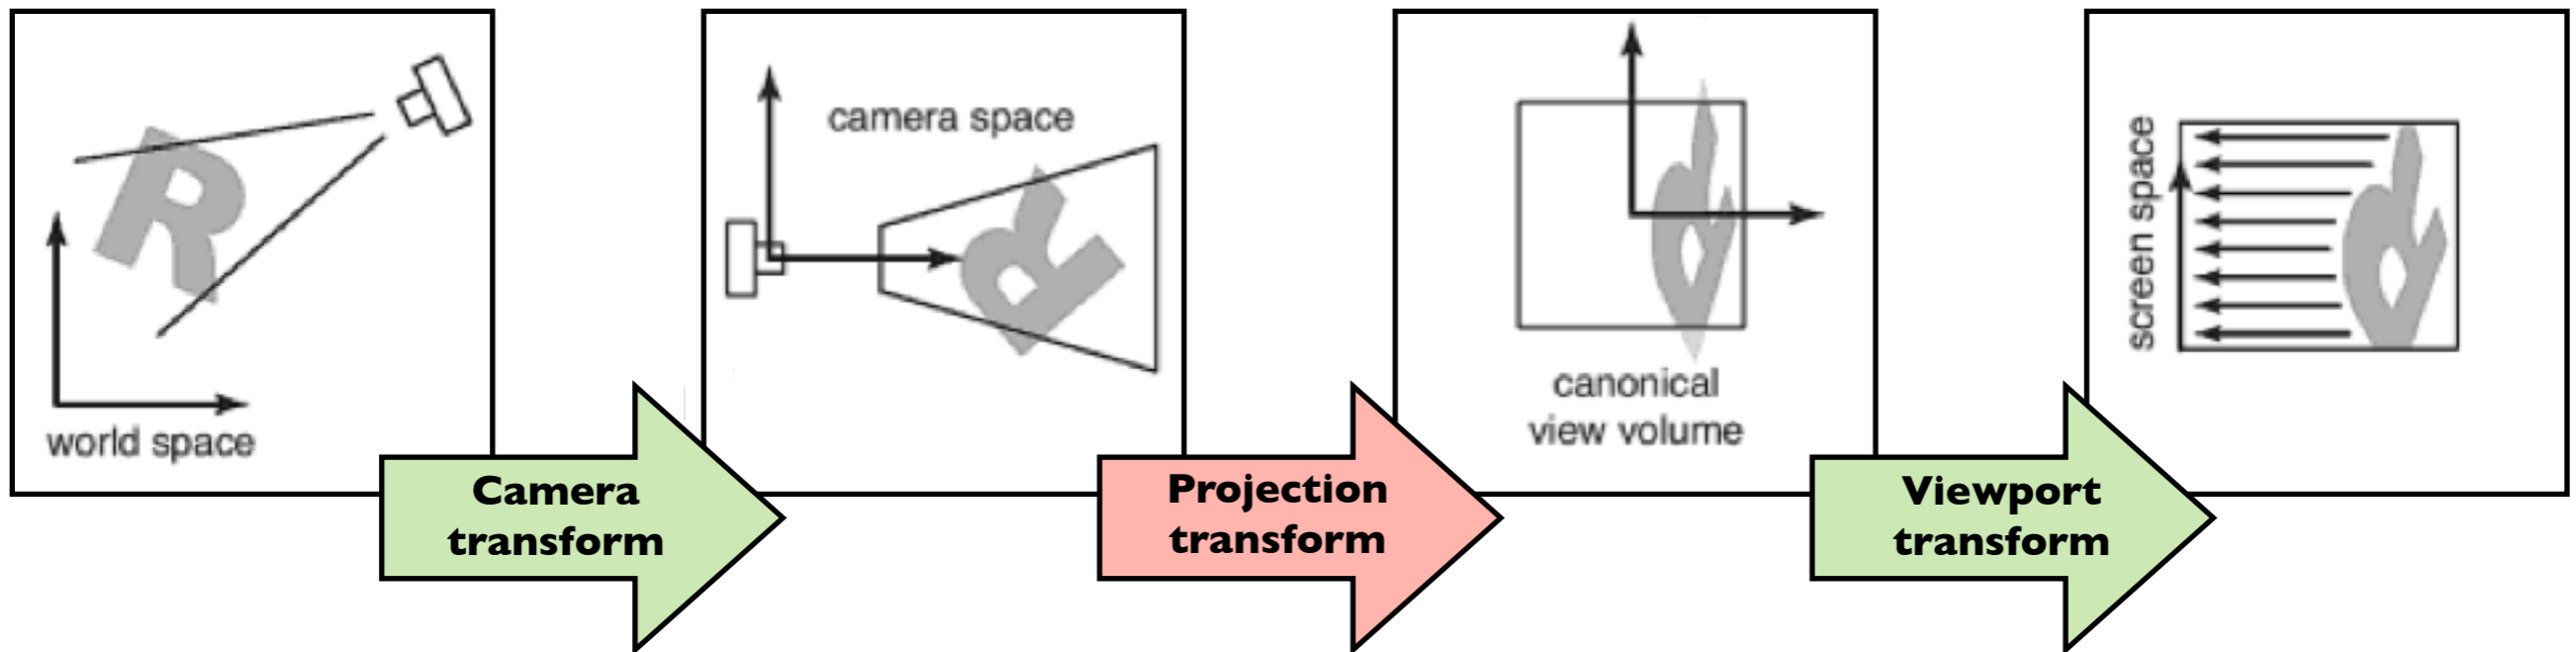 world space
Camera
transform
camera space
Projection
transform
canonical
view volume
Viewport
transform
screen space